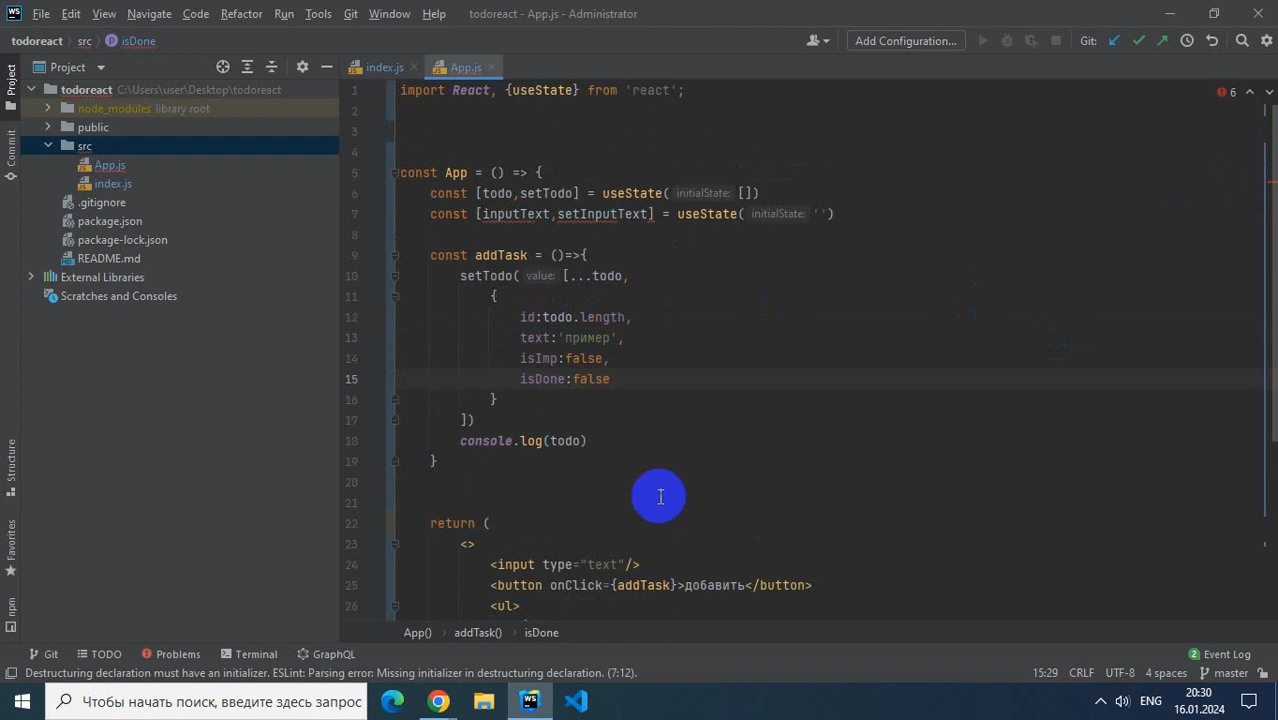 WS File Edit View Navigate Code Refactor Run Tools Git Window Help todoreact - App.js - Administrator
todoreact src isDone Add Configuration... Git:
Project index.js App.js
todoreact C:\Users\user\Desktop\todoreact
node_modules library root
public
src
App.js
index.js
.gitignore
package.json
package-lock.json
README.md
External Libraries
Scratches and Consoles
Project
Commit
Structure
Favorites
npm
6
1 import React, {useState} from 'react';
2
3
4
5 const App = () => {
6 const [todo,setTodo] = useState( initialState: [])
7 const [inputText,setInputText] = useState( initialState: '')
8
9 const addTask = ()=>{
10 setTodo( value: [...todo,
11 {
12 id:todo.length,
13 text:'пример',
14 isImp:false,
15 isDone:false
16 }
17 ])
18 console.log(todo)
19 }
20
21
22 return (
23 <>
24 <input type="text"/>
25 <button onClick={addTask}>добавить</button>
26 <ul>
App() addTask() isDone
Git TODO Problems Terminal GraphQL 2 Event Log
Destructuring declaration must have an initializer. ESLint: Parsing error: Missing initializer in destructuring declaration. (7:12). 15:29 CRLF UTF-8 4 spaces master
Чтобы начать поиск, введите здесь запрос WS ENG 20:30
16.01.2024